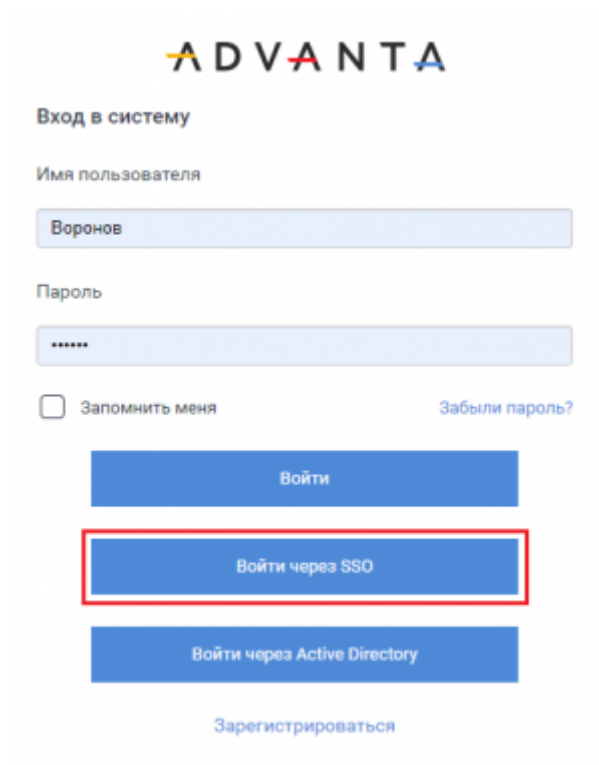 ADVANTA
Вход в систему
Имя пользователя
Воронов
Пароль
••••••
Запомнить меня
Забыли пароль?
Войти
Войти через SSO
Войти через Active Directory
Зарегистрироваться